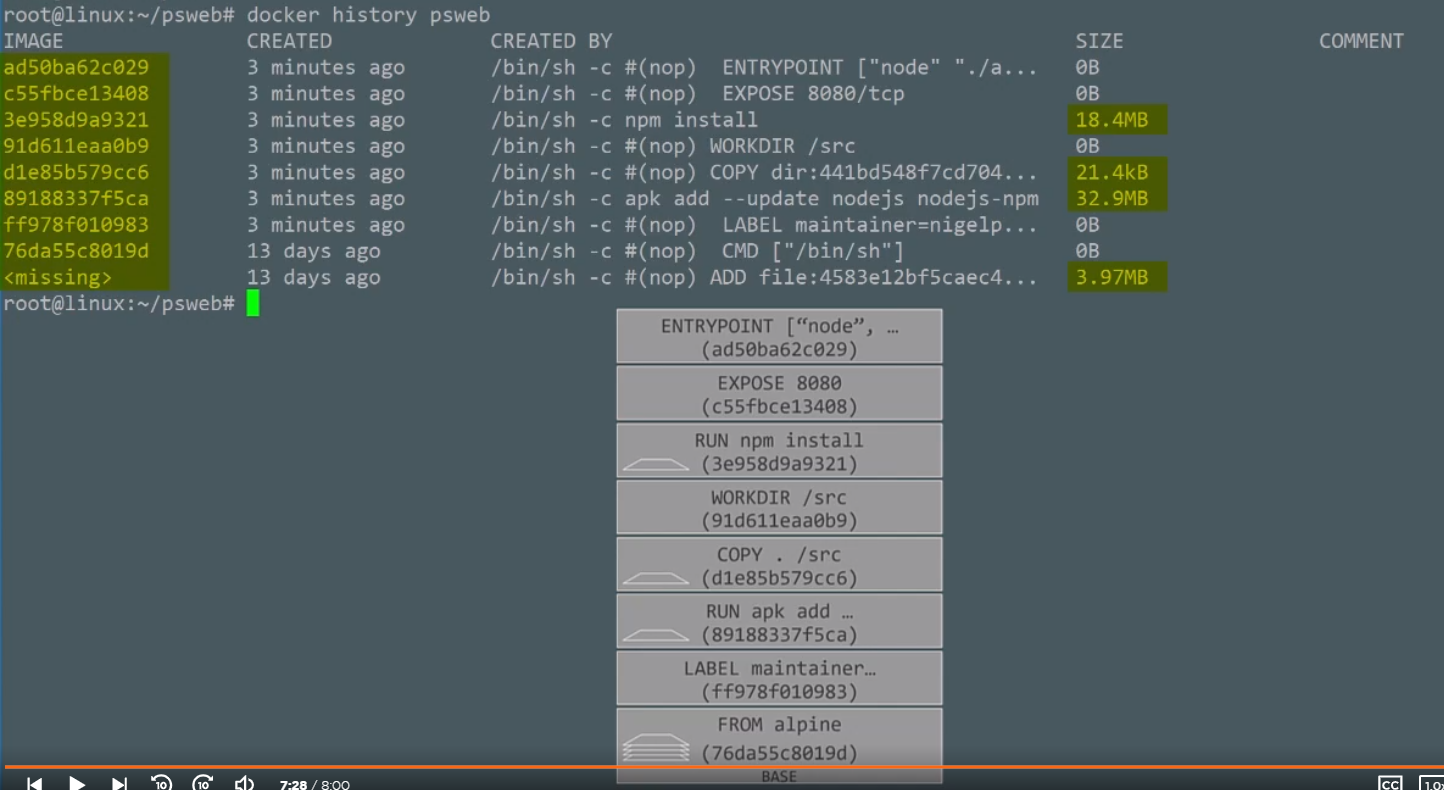 root@linux:~/psweb# docker history psweb
IMAGE CREATED CREATED BY SIZE COMMENT
ad50ba62c029 3 minutes ago /bin/sh -c #(nop) ENTRYPOINT ["node" "./a... 0B
c55fbce13408 3 minutes ago /bin/sh -c #(nop) EXPOSE 8080/tcp 0B
3e958d9a9321 3 minutes ago /bin/sh -c npm install 18.4MB
91d611eaa0b9 3 minutes ago /bin/sh -c #(nop) WORKDIR /src 0B
d1e85b579cc6 3 minutes ago /bin/sh -c #(nop) COPY dir:441bd548f7cd704... 21.4kB
89188337f5ca 3 minutes ago /bin/sh -c apk add --update nodejs nodejs-npm 32.9MB
ff978f010983 3 minutes ago /bin/sh -c #(nop) LABEL maintainer=nigelp... 0B
76da55c8019d 13 days ago /bin/sh -c #(nop) CMD ["/bin/sh"] 0B
<missing> 13 days ago /bin/sh -c #(nop) ADD file:4583e12bf5caec4... 3.97MB
root@linux:~/psweb#
ENTRYPOINT [“node”, …
(ad50ba62c029)
EXPOSE 8080
(c55fbce13408)
RUN npm install
(3e958d9a9321)
WORKDIR /src
(91d611eaa0b9)
COPY . /src
(d1e85b579cc6)
RUN apk add …
(89188337f5ca)
LABEL maintainer…
(ff978f010983)
FROM alpine
(76da55c8019d)
BASE
10 10 7:28 / 8:00 CC 1.0